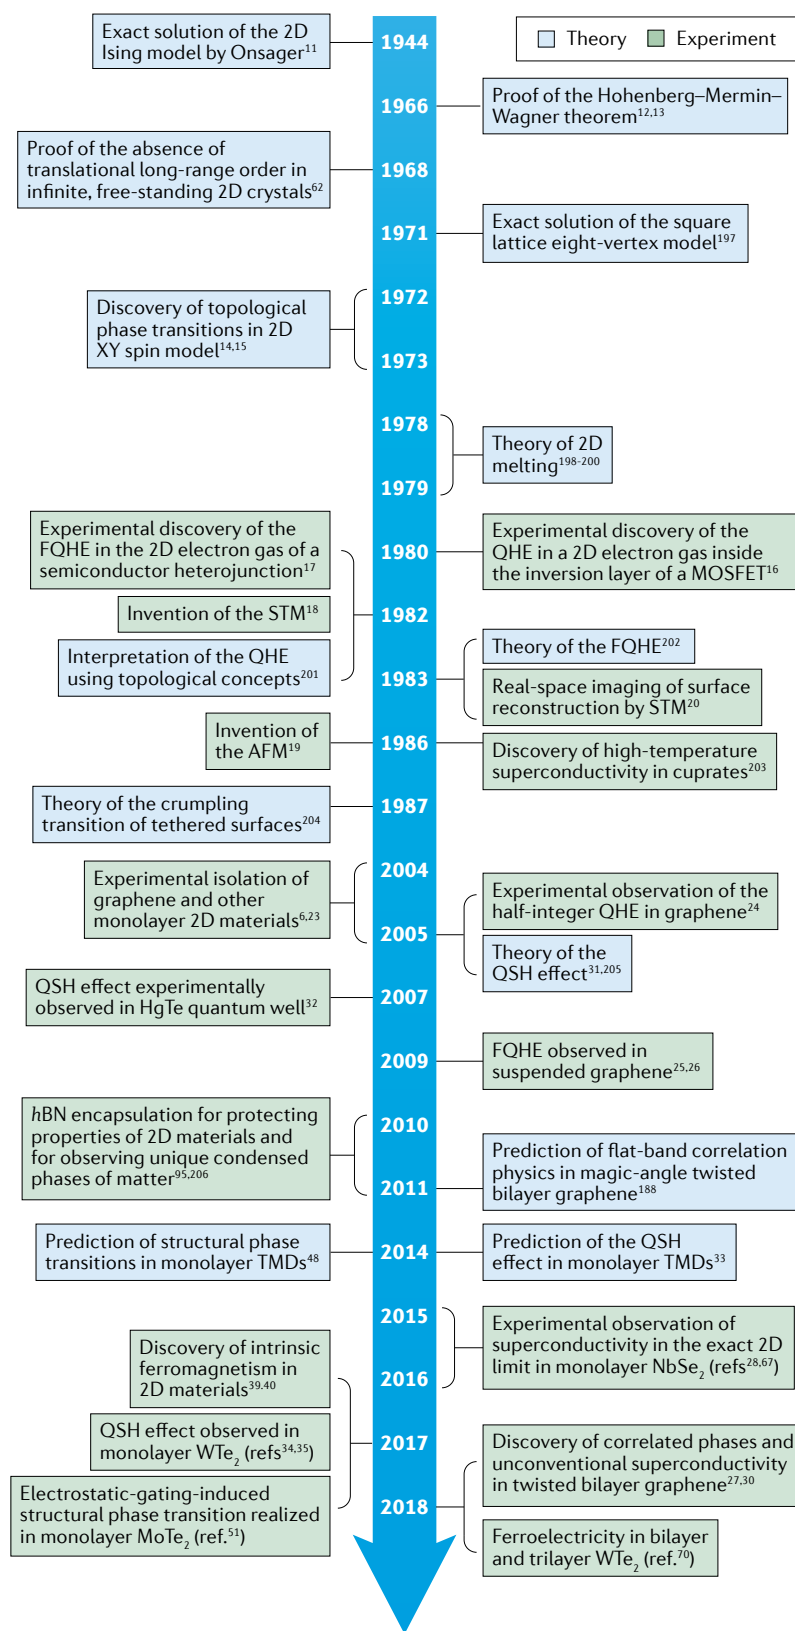 Exact solution of the 2D
Ising model by Onsager11
1944
Theory
Experiment
1966
Proof of the Hohenberg–Mermin–
Wagner theorem12,13
Proof of the absence of
translational long-range order in
infinite, free-standing 2D crystals62
1968
1971
Exact solution of the square
lattice eight-vertex model197
Discovery of topological
phase transitions in 2D
XY spin model14,15
1972
1973
1978
1979
Theory of 2D
melting198-200
Experimental discovery of the
FQHE in the 2D electron gas of a
semiconductor heterojunction17
1980
Experimental discovery of the
QHE in a 2D electron gas inside
the inversion layer of a MOSFET16
Invention of the STM18
1982
Interpretation of the QHE
using topological concepts201
1983
Theory of the FQHE202
Real-space imaging of surface
reconstruction by STM20
Invention of
the AFM19
1986
Discovery of high-temperature
superconductivity in cuprates203
Theory of the crumpling
transition of tethered surfaces204
1987
Experimental isolation of
graphene and other
monolayer 2D materials6,23
2004
2005
Experimental observation of the
half-integer QHE in graphene24
Theory of the
QSH effect31,205
QSH effect experimentally
observed in HgTe quantum well32
2007
2009
FQHE observed in
suspended graphene25,26
hBN encapsulation for protecting
properties of 2D materials and
for observing unique condensed
phases of matter95,206
2010
2011
Prediction of flat-band correlation
physics in magic-angle twisted
bilayer graphene188
Prediction of structural phase
transitions in monolayer TMDs48
2014
Prediction of the QSH
effect in monolayer TMDs33
2015
2016
Experimental observation of
superconductivity in the exact 2D
limit in monolayer NbSe2 (refs28,67)
Discovery of intrinsic
ferromagnetism in
2D materials39.40
QSH effect observed in
monolayer WTe2 (refs34,35)
2017
Electrostatic-gating-induced
structural phase transition realized
in monolayer MoTe2 (ref.51)
2018
Discovery of correlated phases and
unconventional superconductivity
in twisted bilayer graphene27,30
Ferroelectricity in bilayer
and trilayer WTe2 (ref.70)